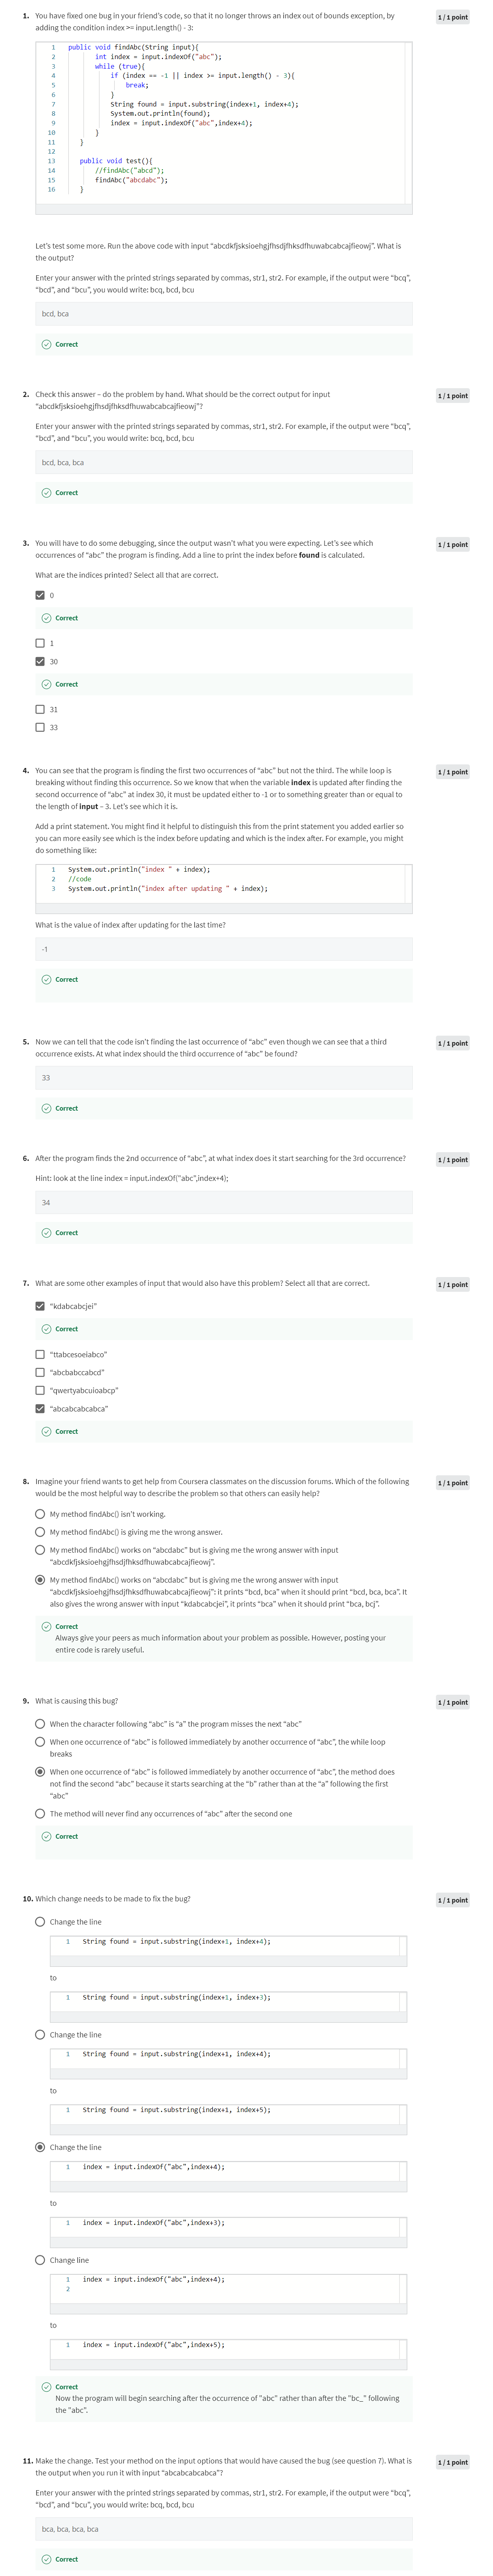 1. You have fixed one bug in your friend's code, so that it no longer throws an index out of bounds exception, by
1 / 1 point
adding the condition index >= input.length() - 3:
1 public void findAbc(String input){
2 int index = input.indexOf("abc");
3 while (true){
4 if (index == -1 || index >= input.length() - 3){
5 break;
6 }
7 String found = input.substring(index+1, index+4);
8 System.out.println(found);
9 index = input.indexOf("abc",index+4);
10 }
11 }
12
13 public void test(){
14 //findAbc("abcd");
15 findAbc("abcdabc");
16 }
Let's test some more. Run the above code with input "abcdkfjsksioehgjfhsdjfhksdfhuwabcabcajfieowj". What is
the output?
Enter your answer with the printed strings separated by commas, str1, str2. For example, if the output were "bcq",
"bcd", and "bcu", you would write: bcq, bcd, bcu
bcd, bca
Correct
2. Check this answer – do the problem by hand. What should be the correct output for input
1 / 1 point
"abcdkfjsksioehgjfhsdjfhksdfhuwabcabcajfieowj"?
Enter your answer with the printed strings separated by commas, str1, str2. For example, if the output were "bcq",
"bcd", and "bcu", you would write: bcq, bcd, bcu
bcd, bca, bca
Correct
3. You will have to do some debugging, since the output wasn't what you were expecting. Let's see which
1 / 1 point
occurrences of "abc" the program is finding. Add a line to print the index before found is calculated.
What are the indices printed? Select all that are correct.
0
Correct
1
30
Correct
31
33
4. You can see that the program is finding the first two occurrences of "abc" but not the third. The while loop is
1 / 1 point
breaking without finding this occurrence. So we know that when the variable index is updated after finding the
second occurrence of "abc" at index 30, it must be updated either to -1 or to something greater than or equal to
the length of input – 3. Let's see which it is.
Add a print statement. You might find it helpful to distinguish this from the print statement you added earlier so
you can more easily see which is the index before updating and which is the index after. For example, you might
do something like:
1 System.out.println("index " + index);
2 //code
3 System.out.println("index after updating " + index);
What is the value of index after updating for the last time?
-1
Correct
5. Now we can tell that the code isn't finding the last occurrence of "abc" even though we can see that a third
1 / 1 point
occurrence exists. At what index should the third occurrence of "abc" be found?
33
Correct
6. After the program finds the 2nd occurrence of "abc", at what index does it start searching for the 3rd occurrence?
1 / 1 point
Hint: look at the line index = input.indexOf("abc",index+4);
34
Correct
7. What are some other examples of input that would also have this problem? Select all that are correct.
1 / 1 point
"kdabcabcjei"
Correct
"ttabcesoeiabco"
"abcbabccabcd"
"qwertyabcuioabcp"
"abcabcabcabca"
Correct
8. Imagine your friend wants to get help from Coursera classmates on the discussion forums. Which of the following
1 / 1 point
would be the most helpful way to describe the problem so that others can easily help?
My method findAbc() isn't working.
My method findAbc() is giving me the wrong answer.
My method findAbc() works on "abcdabc" but is giving me the wrong answer with input
"abcdkfjsksioehgjfhsdjfhksdfhuwabcabcajfieowj".
My method findAbc() works on "abcdabc" but is giving me the wrong answer with input
"abcdkfjsksioehgjfhsdjfhksdfhuwabcabcajfieowj": it prints "bcd, bca" when it should print "bcd, bca, bca". It
also gives the wrong answer with input "kdabcabcjei", it prints "bca" when it should print "bca, bcj".
Correct
Always give your peers as much information about your problem as possible. However, posting your
entire code is rarely useful.
9. What is causing this bug?
1 / 1 point
When the character following "abc" is "a" the program misses the next "abc"
When one occurrence of "abc" is followed immediately by another occurrence of "abc", the while loop
breaks
When one occurrence of "abc" is followed immediately by another occurrence of "abc", the method does
not find the second "abc" because it starts searching at the "b" rather than at the "a" following the first
"abc"
The method will never find any occurrences of "abc" after the second one
Correct
10. Which change needs to be made to fix the bug?
1 / 1 point
Change the line
1 String found = input.substring(index+1, index+4);
to
1 String found = input.substring(index+1, index+3);
Change the line
1 String found = input.substring(index+1, index+4);
to
1 String found = input.substring(index+1, index+5);
Change the line
1 index = input.indexOf("abc",index+4);
to
1 index = input.indexOf("abc",index+3);
Change line
1 index = input.indexOf("abc",index+4);
2
to
1 index = input.indexOf("abc",index+5);
Correct
Now the program will begin searching after the occurrence of "abc" rather than after the "bc_" following
the "abc".
11. Make the change. Test your method on the input options that would have caused the bug (see question 7). What is
1 / 1 point
the output when you run it with input "abcabcabcabca"?
Enter your answer with the printed strings separated by commas, str1, str2. For example, if the output were "bcq",
"bcd", and "bcu", you would write: bcq, bcd, bcu
bca, bca, bca, bca
Correct